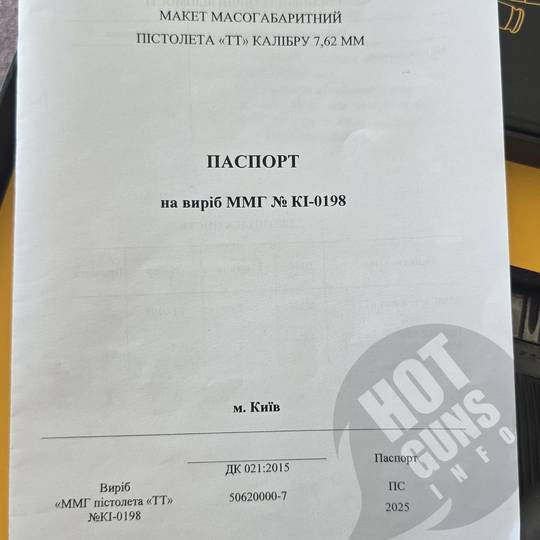 МАКЕТ МАСОГАБАРИТНИЙ
ПІСТОЛЕТА «ТТ» КАЛІБРУ 7,62 ММ
ПАСПОРТ
на виріб ММГ № КІ-0198
м. Київ
Виріб
«ММГ пістолета «ТТ»
№КІ-0198
ДК 021:2015
50620000-7
Паспорт
ПС
2025
HOT
GUNS
INFO